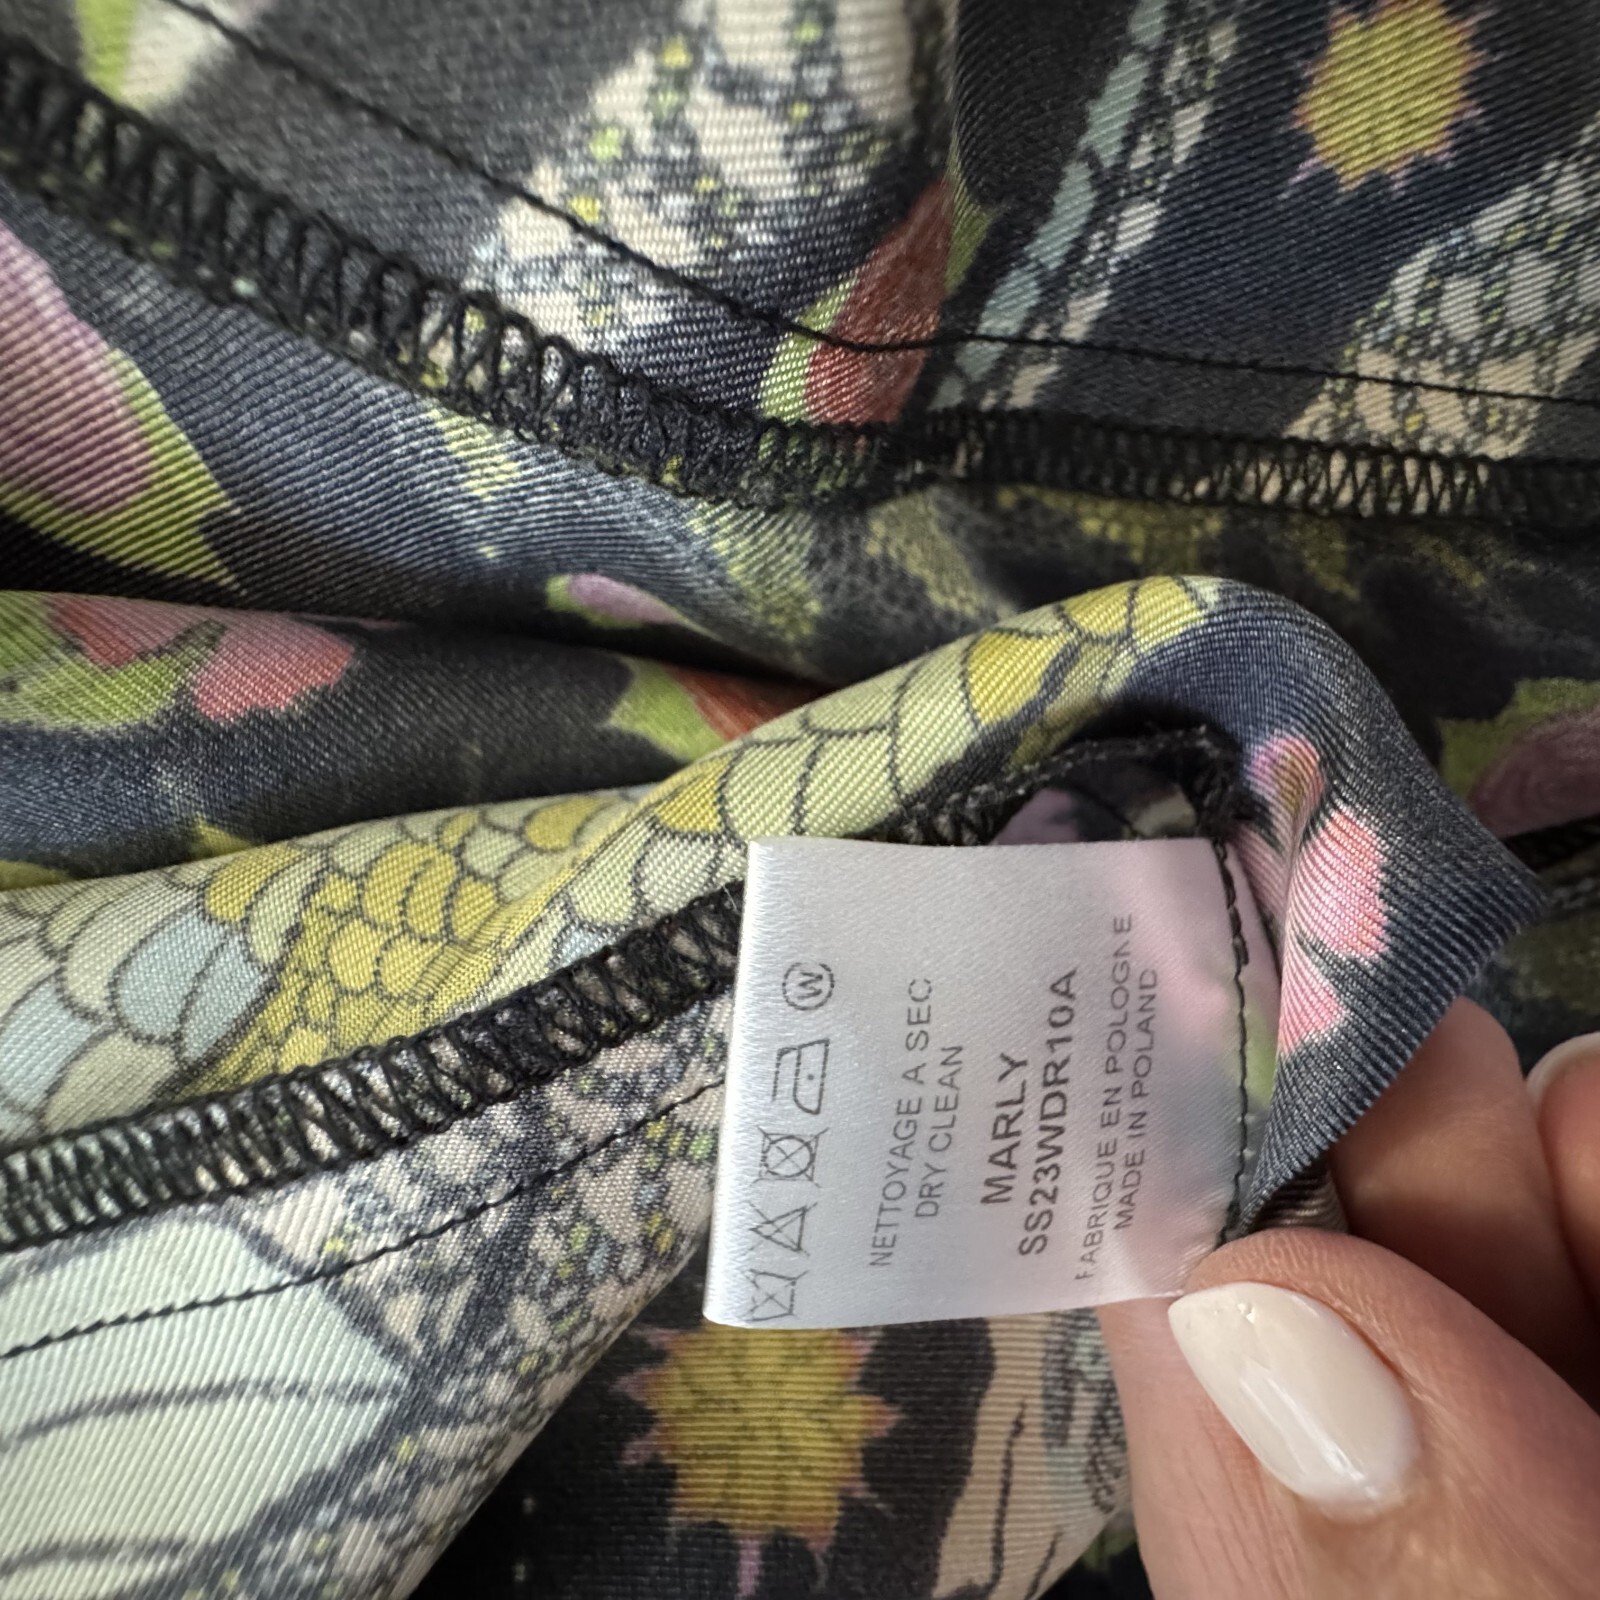 W
NETTOYAGE A SEC
DRY CLEAN
MARLY
SS23WDR10A
FABRIQUE EN POLOGNE
MADE IN POLAND